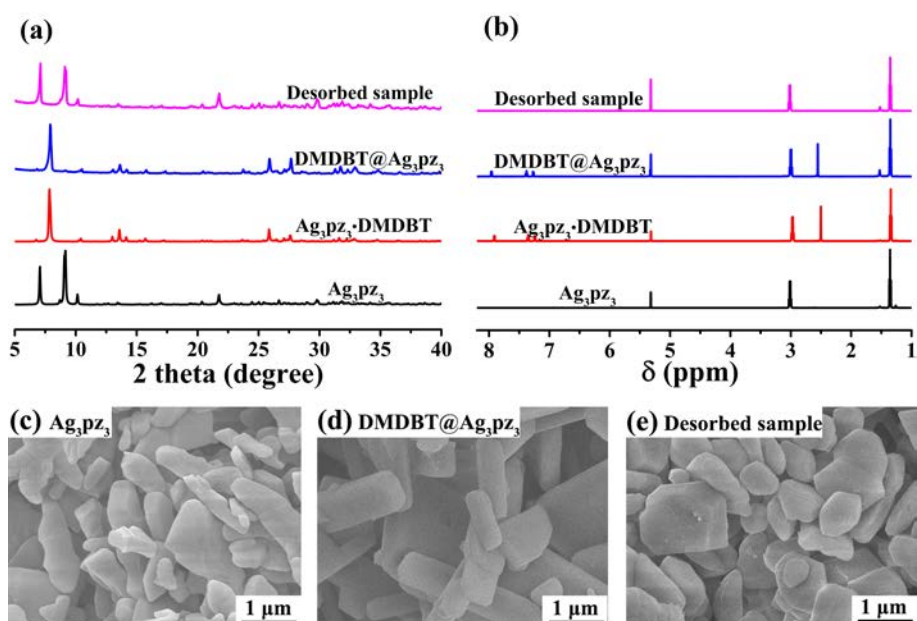 (a)
Desorbed sample
DMDBT@Ag₃pz₃
Ag₃pz₃·DMDBT
Ag₃pz₃
5 10 15 20 25 30 35 40
2 theta (degree)
(b)
Desorbed sample
DMDBT@Ag₃pz₃
Ag₃pz₃·DMDBT
Ag₃pz₃
8 7 6 5 4 3 2 1
δ (ppm)
(c) Ag₃pz₃
1 μm
(d) DMDBT@Ag₃pz₃
1 μm
(e) Desorbed sample
1 μm